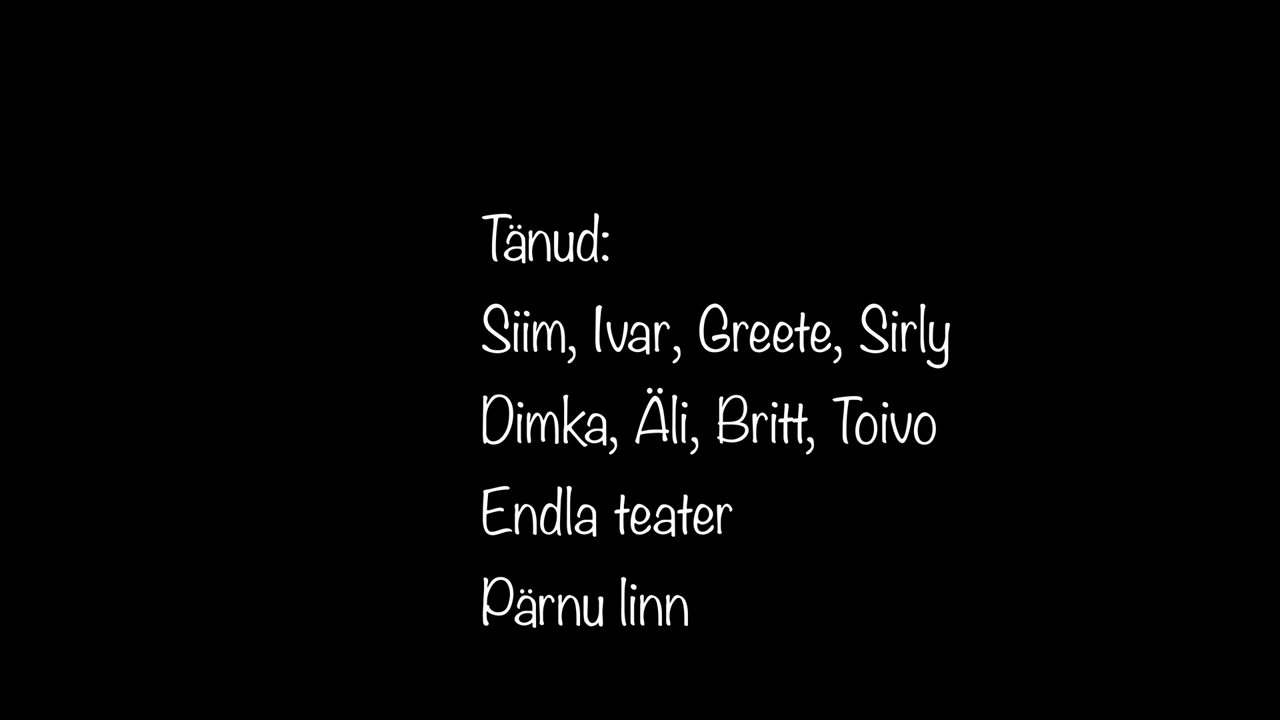 Tänud:
Siim, Ivar, Greete, Sirly
Dimka, Äli, Britt, Toivo
Endla teater
Pärnu linn